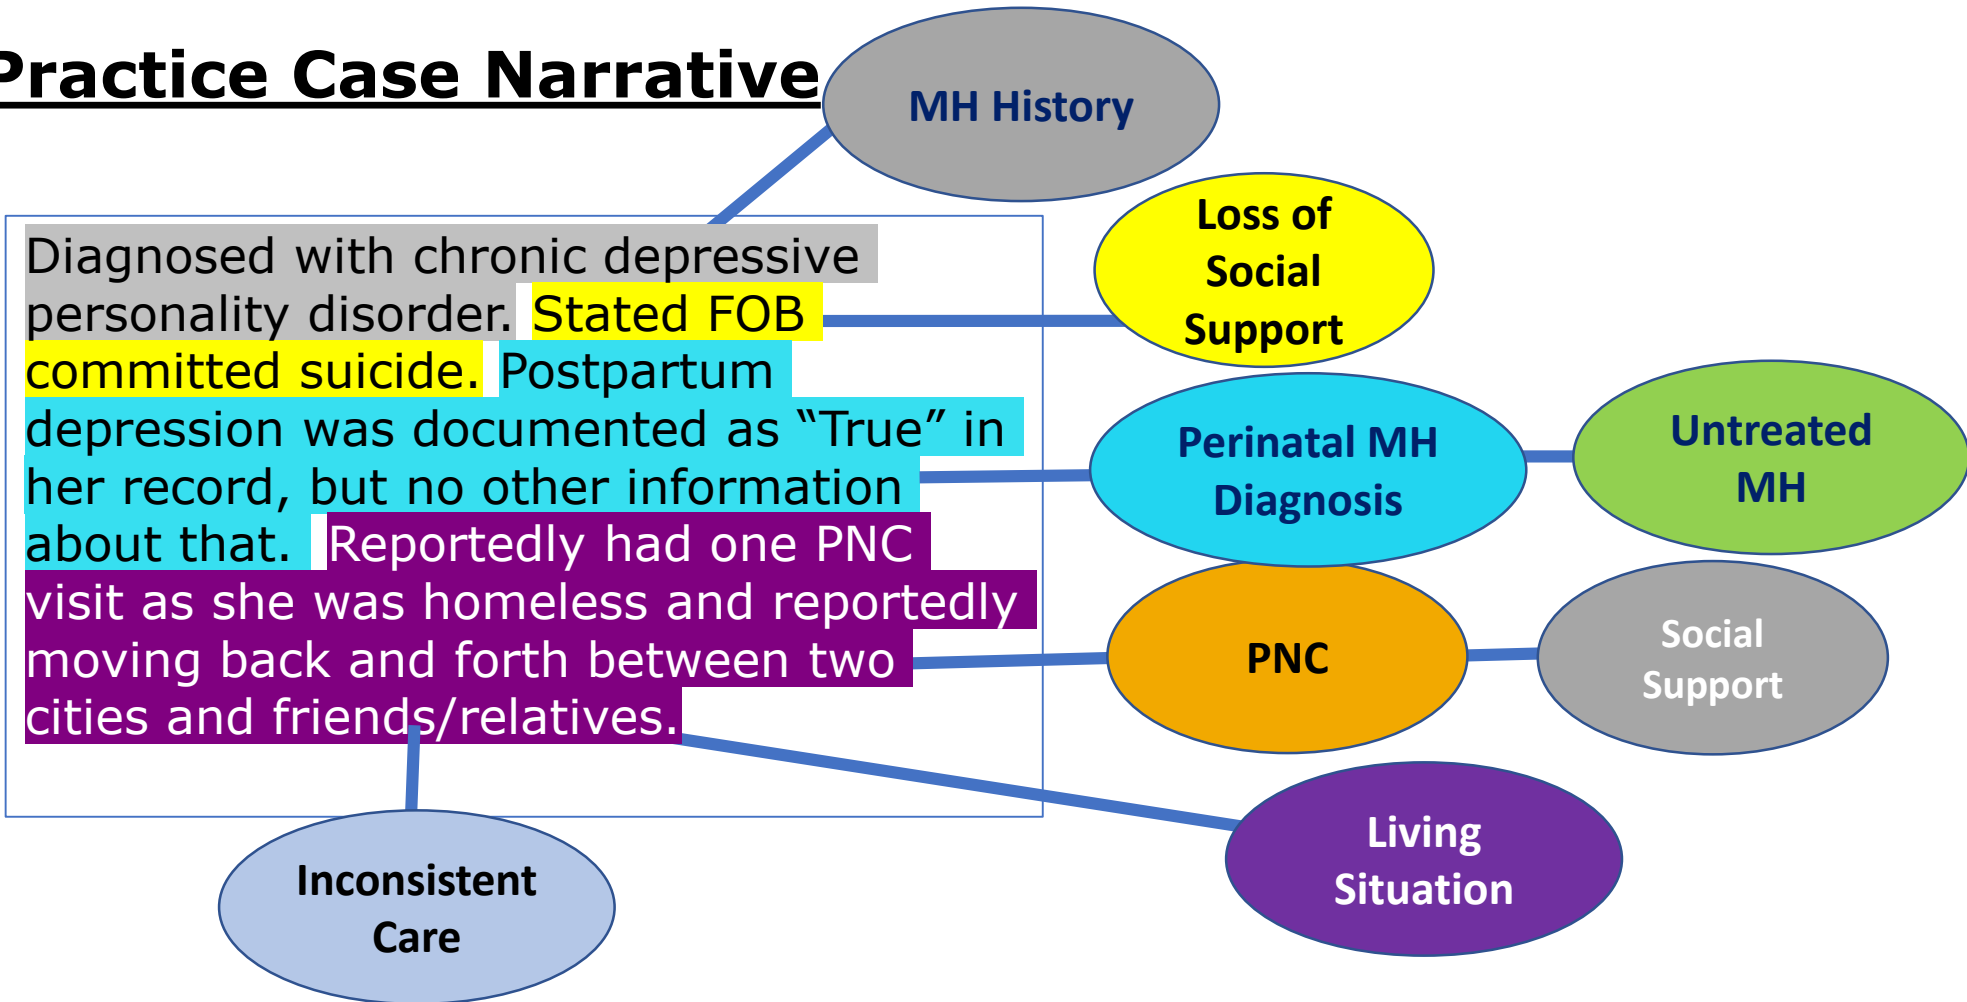 Practice Case Narrative
MH History
Loss of
Social
Support
Diagnosed with chronic depressive
personality disorder. Stated FOB
committed suicide. Postpartum
depression was documented as “True” in
her record, but no other information
about that. Reportedly had one PNC
visit as she was homeless and reportedly
moving back and forth between two
cities and friends/relatives.
Perinatal MH
Diagnosis
Untreated
MH
PNC
Social
Support
Living
Situation
Inconsistent
Care